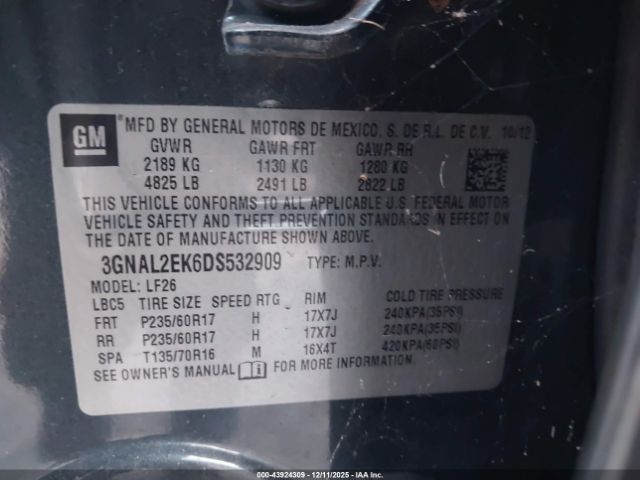 GM
MFD BY GENERAL MOTORS DE MEXICO, S. DE R.L. DE C.V. 10/12
GVWR GAWR FRT GAWR RR
2189 KG 1130 KG 1280 KG
4825 LB 2491 LB 2822 LB
THIS VEHICLE CONFORMS TO ALL APPLICABLE U.S. FEDERAL MOTOR
VEHICLE SAFETY AND THEFT PREVENTION STANDARDS IN EFFECT ON
THE DATE OF MANUFACTURE SHOWN ABOVE.
3GNAL2EK6DS532909 TYPE: M.P.V.
MODEL: LF26
LBC5 TIRE SIZE SPEED RTG RIM COLD TIRE PRESSURE
FRT P235/60R17 H 17X7J 240KPA(35PSI)
RR P235/60R17 H 17X7J 240KPA(35PSI)
SPA T135/70R16 M 16X4T 420KPA(60PSI)
SEE OWNER'S MANUAL FOR MORE INFORMATION.
000-43924309 - 12/11/2025 - IAAI.COM